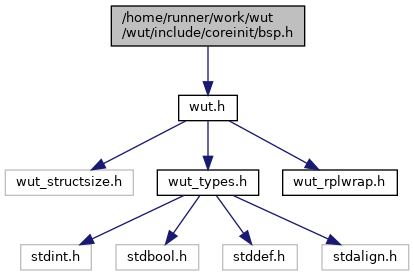 /home/runner/work/wut
/wut/include/coreinit/bsp.h
wut.h
wut_structsize.h
wut_types.h
wut_rplwrap.h
stdint.h
stdbool.h
stddef.h
stdalign.h